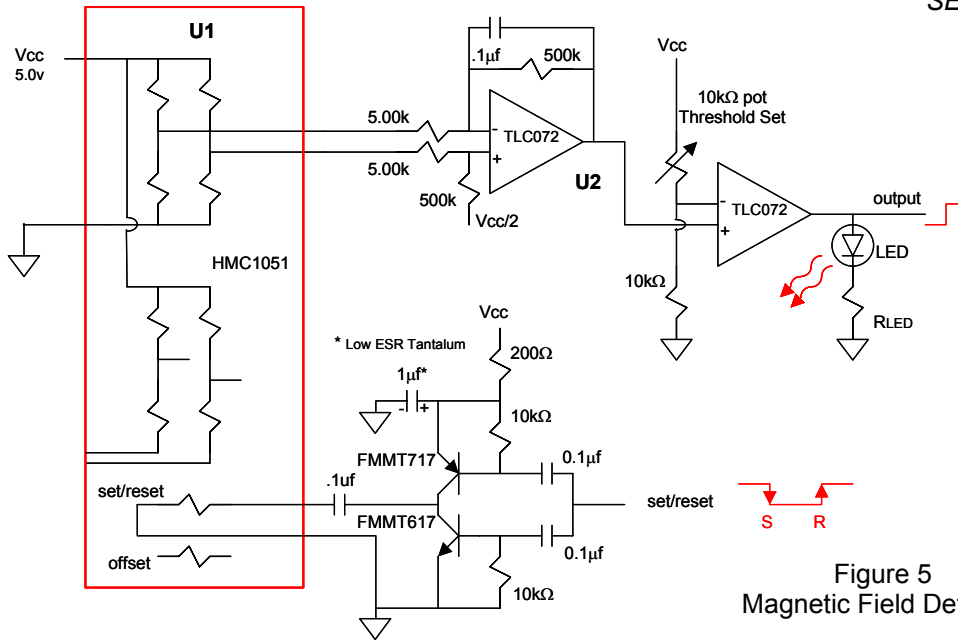 SE
U1
Vcc
5.0v
.1µf
500k
5.00k
5.00k
TLC072
-
+
500k
Vcc/2
U2
Vcc
10kΩ pot
Threshold Set
TLC072
-
+
10kΩ
output
LED
RLED
HMC1051
Vcc
* Low ESR Tantalum
200Ω
1µf*
- +
10kΩ
FMMT717
0.1µf
.1uf
set/reset
set/reset
FMMT617
0.1µf
offset
10kΩ
S R
Figure 5
Magnetic Field Det